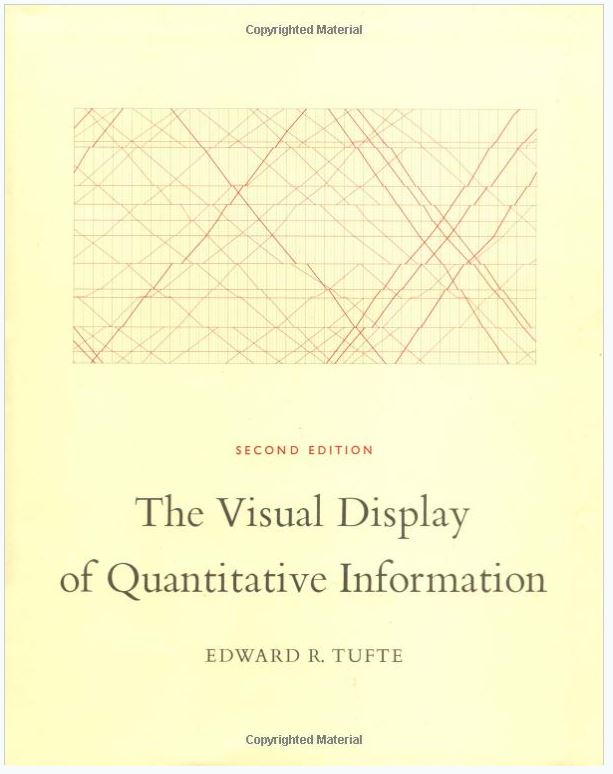 Copyrighted Material
SECOND EDITION
The Visual Display
of Quantitative Information
EDWARD R. TUFTE
Copyrighted Material